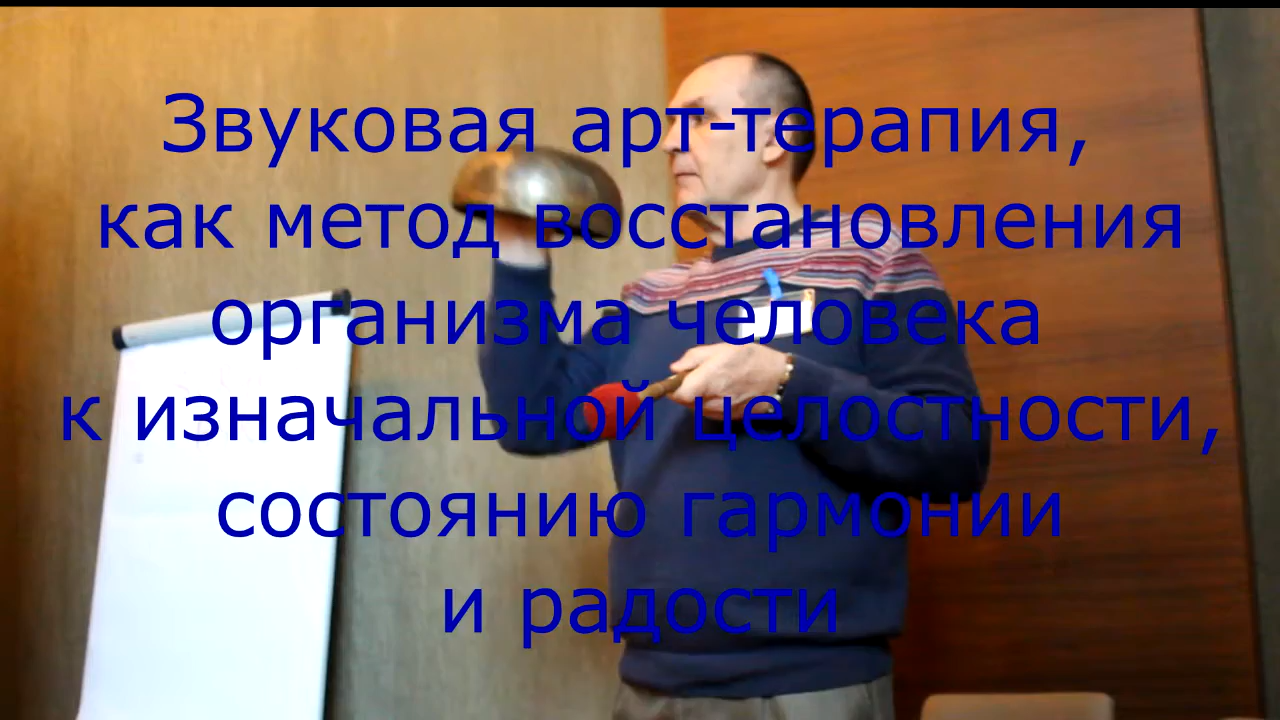 Звуковая арт-терапия,
как метод восстановления
организма человека
к изначальной целостности,
состоянию гармонии
и радости